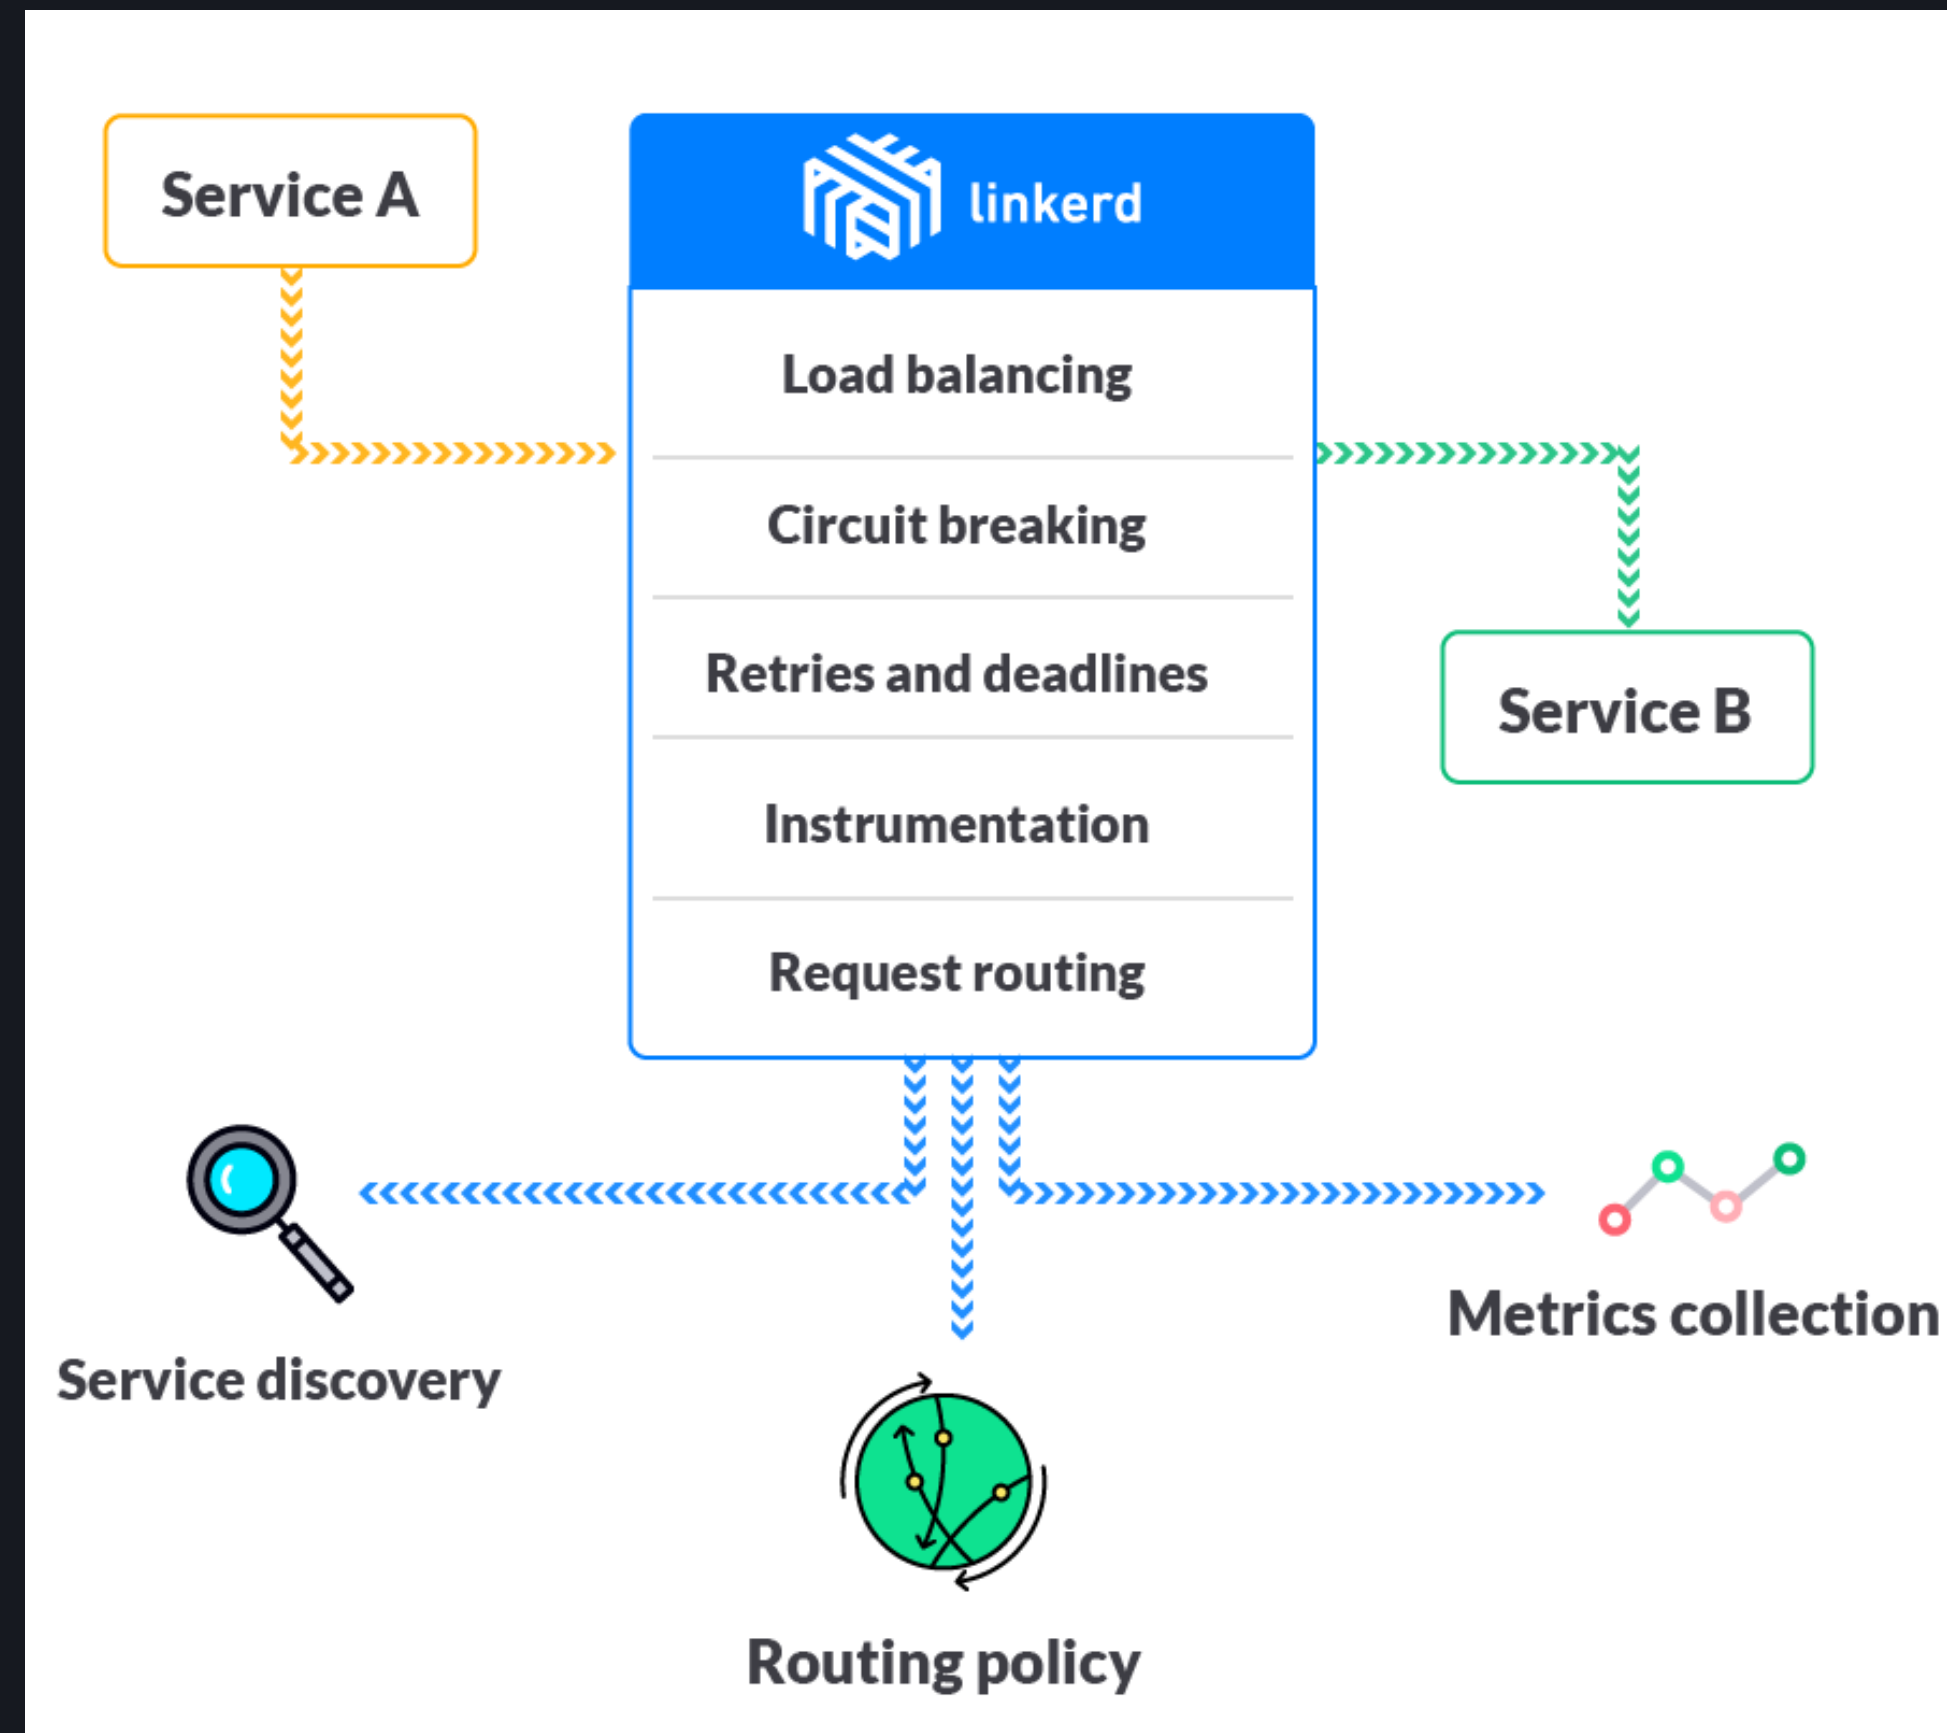 Service A
linkerd
Load balancing
Circuit breaking
Retries and deadlines
Instrumentation
Request routing
Service B
Service discovery
Metrics collection
Routing policy